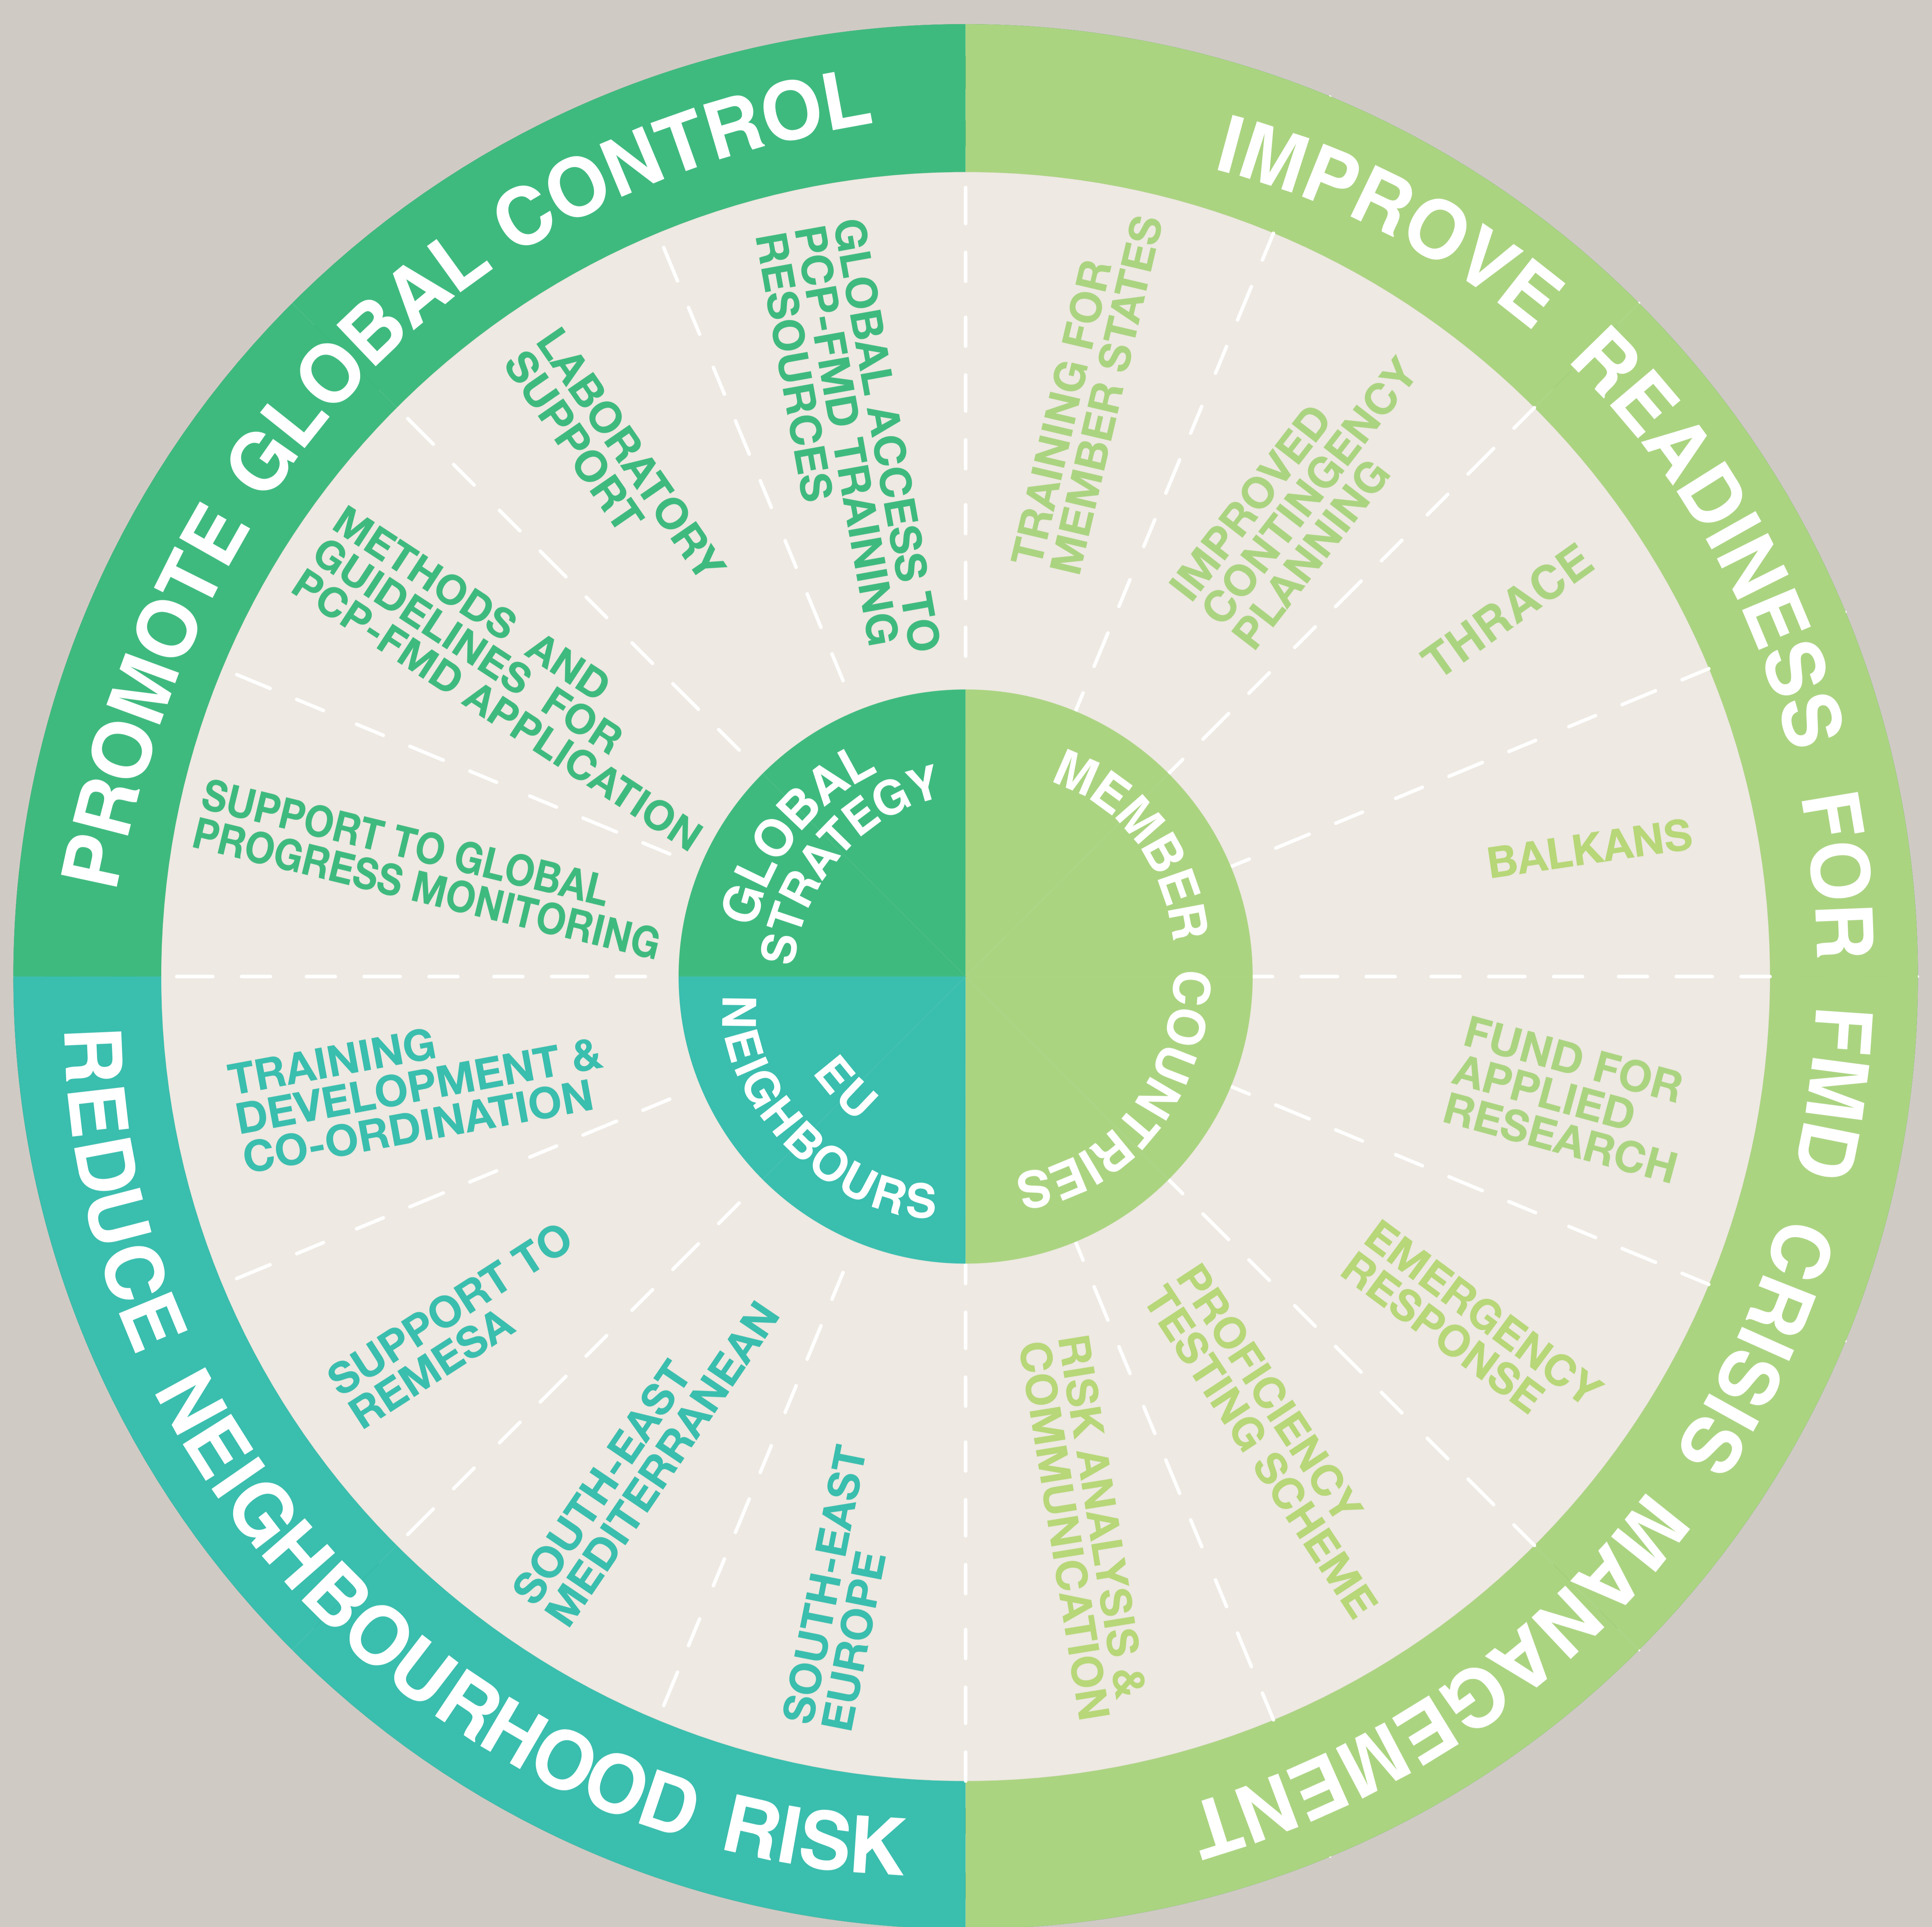 IMPROVE READINESS FOR FMD CRISIS MANAGEMENT
REDUCE NEIGHBOURHOOD RISK
PROMOTE GLOBAL CONTROL
MEMBER COUNTRIES
EU
NEIGHBOURS
GLOBAL
STRATEGY
TRAINING FOR
MEMBER STATES
IMPROVED
CONTINGENCY
PLANNING
THRACE
BALKANS
FUND FOR
APPLIED
RESEARCH
EMERGENCY
RESPONSE
PROFICIENCY
TESTING SCHEME
RISK ANALYSIS &
COMMUNICATION
SOUTH-EAST
EUROPE
SOUTH-EAST
MEDITERRANEAN
SUPPORT TO
REMESA
TRAINING
DEVELOPMENT &
CO-ORDINATION
SUPPORT TO GLOBAL
PROGRESS MONITORING
METHODS AND
GUIDELINES FOR
PCP-FMD APPLICATION
LABORATORY
SUPPORT
GLOBAL ACCESS TO
PCP-FMD TRAINING
RESOURCES